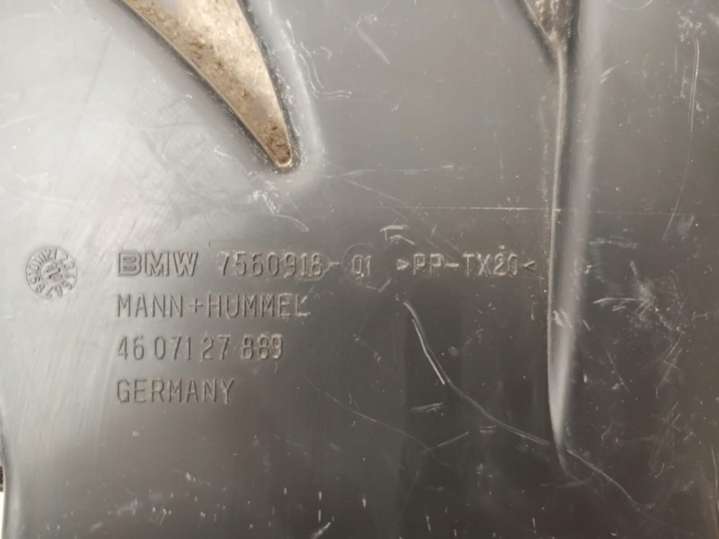 BMW 7560918-01 >PP-TX20<
MANN+HUMMEL
46 071 27 889
GERMANY